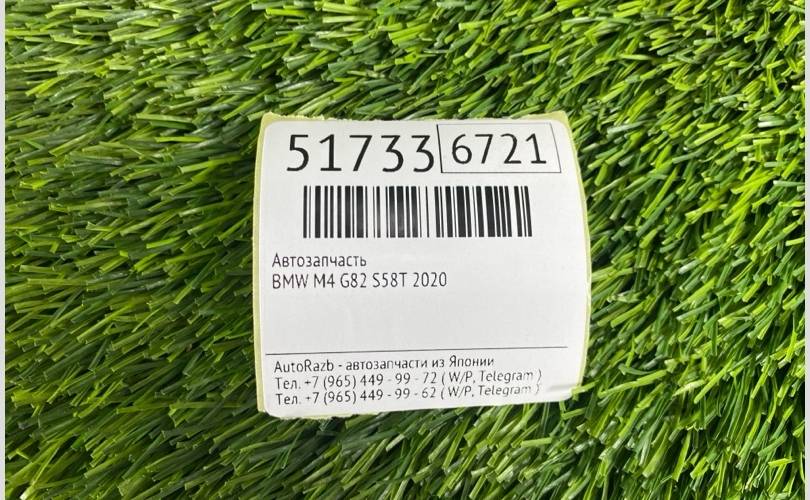 51733 6721
Автозапчасть
BMW M4 G82 S58T 2020
AutoRazb - автозапчасти из Японии
Тел. +7 (965) 449 - 99 - 72 ( W/P, Telegram )
Тел. +7 (965) 449 - 99 - 62 ( W/P, Telegram )